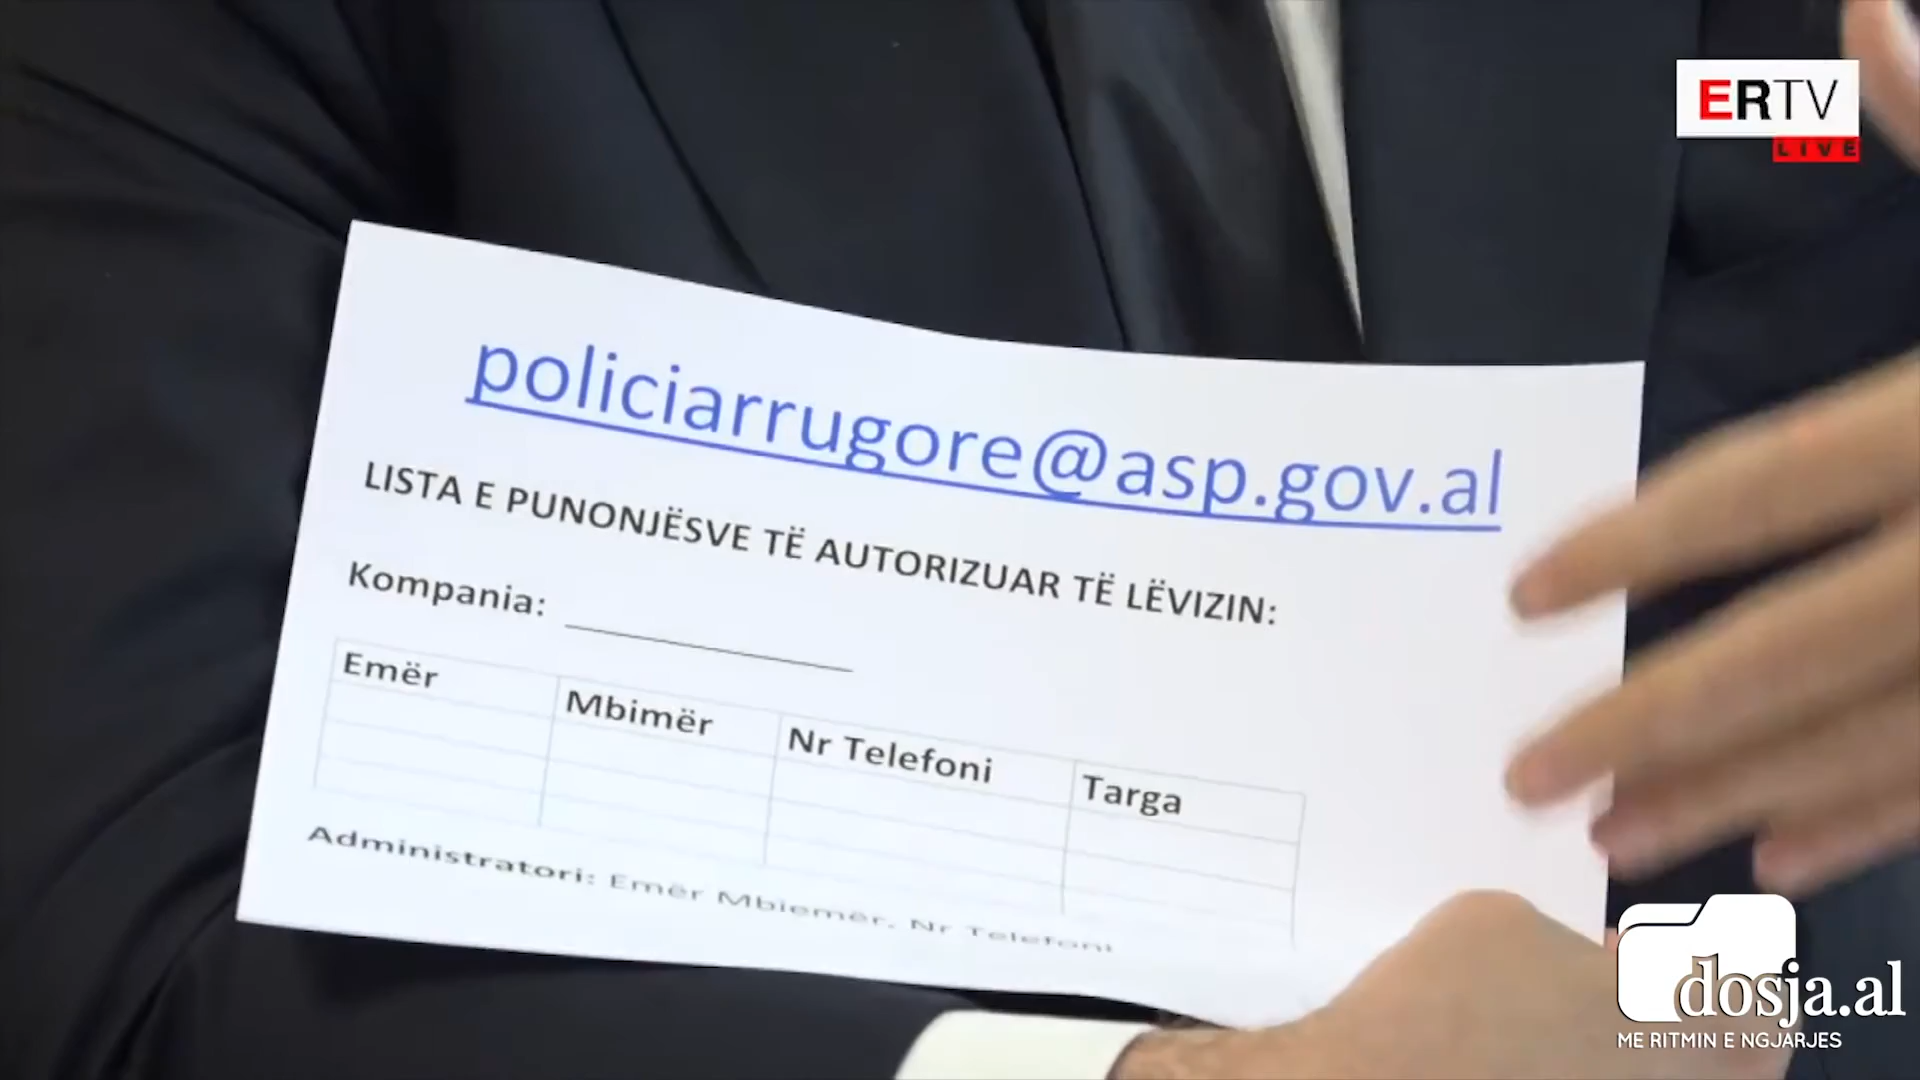 ERTV
LIVE
policiarrugore@asp.gov.al
LISTA E PUNONJËSVE TË AUTORIZUAR TË LËVIZIN:
Kompania: ____________
Emër Mbimër Nr Telefoni Targa
Administratori: Emër Mbiemër, Nr Telefoni
dosja.al
ME RITMIN E NGJARJES